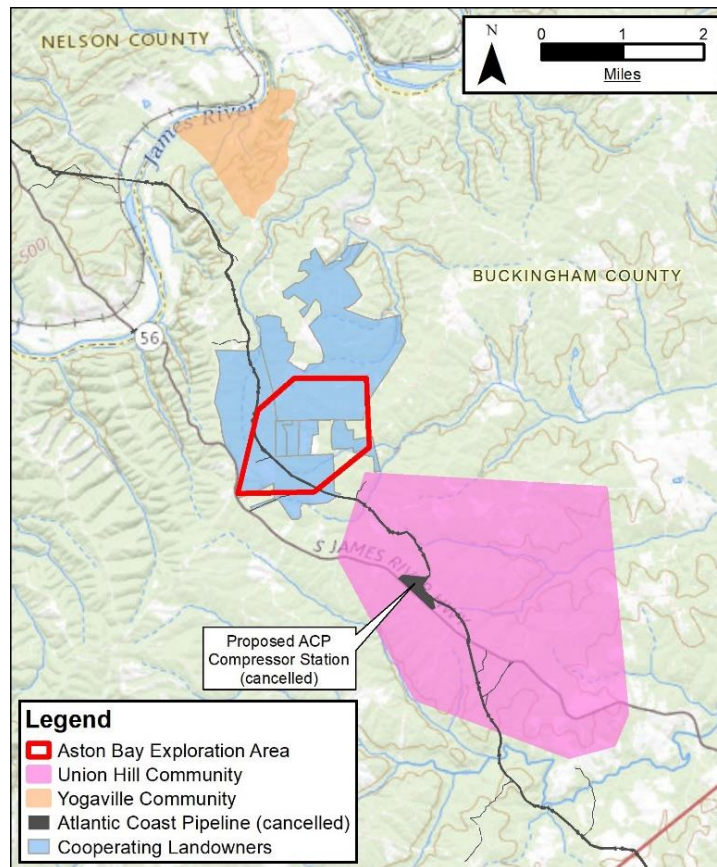 NELSON COUNTY
N
0 1 2
Miles
James River
500
BUCKINGHAM COUNTY
56
S JAMES RIVER HWY
Proposed ACP
Compressor Station
(cancelled)
Legend
Aston Bay Exploration Area
Union Hill Community
Yogaville Community
Atlantic Coast Pipeline (cancelled)
Cooperating Landowners